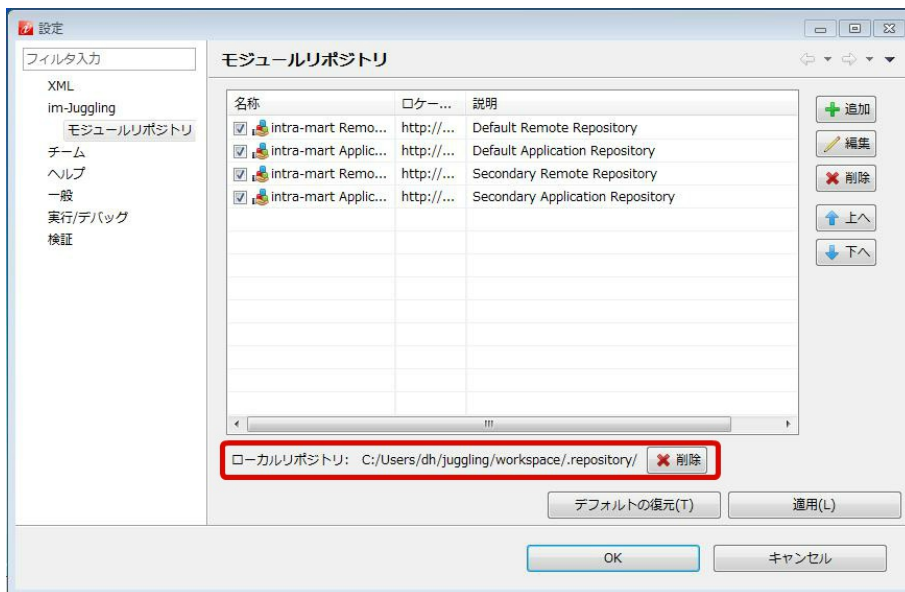 設定
フィルタ入力
XML
im-Juggling
モジュールリポジトリ
チーム
ヘルプ
一般
実行/デバッグ
検証
モジュールリポジトリ
名称 ロケー... 説明
intra-mart Remo... http://... Default Remote Repository
intra-mart Applic... http://... Default Application Repository
intra-mart Remo... http://... Secondary Remote Repository
intra-mart Applic... http://... Secondary Application Repository
追加
編集
削除
上へ
下へ
ローカルリポジトリ: C:/Users/dh/juggling/workspace/.repository/ 削除
デフォルトの復元(T) 適用(L)
OK キャンセル